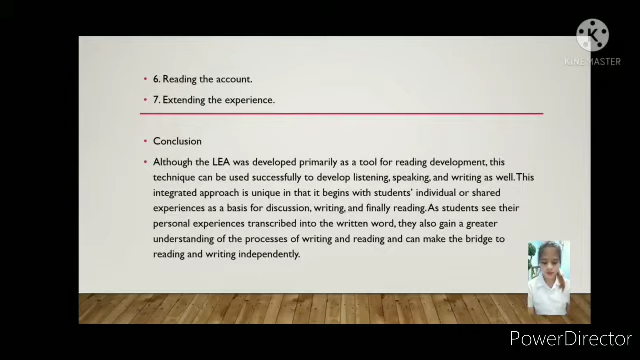 KINEMASTER
• 6. Reading the account.
• 7. Extending the experience.
• Conclusion
• Although the LEA was developed primarily as a tool for reading development, this
technique can be used successfully to develop listening, speaking, and writing as well. This
integrated approach is unique in that it begins with students' individual or shared
experiences as a basis for discussion, writing, and finally reading. As students see their
personal experiences transcribed into the written word, they also gain a greater
understanding of the processes of writing and reading and can make the bridge to
reading and writing independently.
PowerDirector